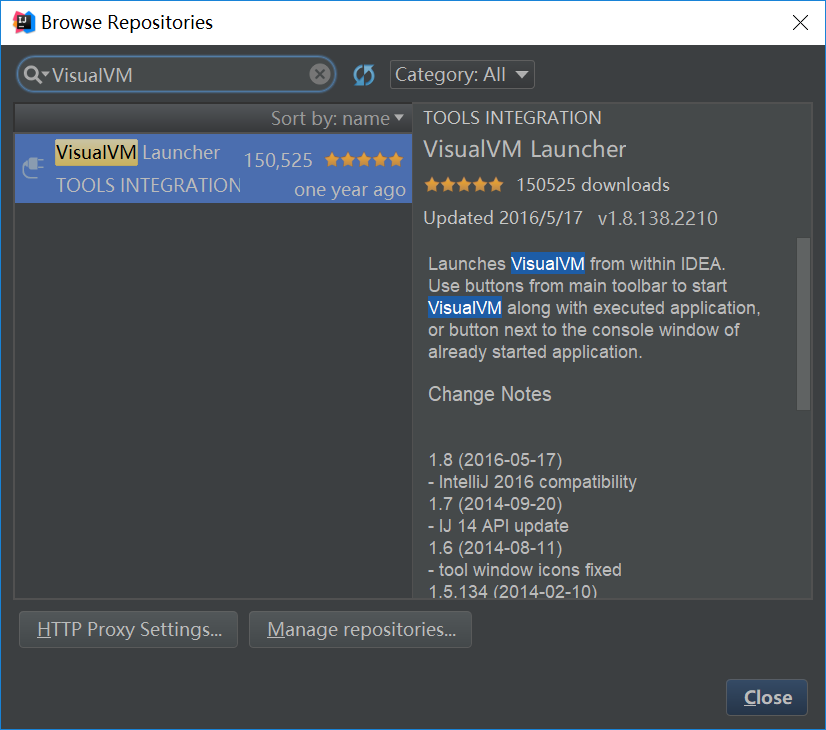 Browse Repositories
VisualVM
Category: All
Sort by: name
VisualVM Launcher
150,525
TOOLS INTEGRATION
one year ago
TOOLS INTEGRATION
VisualVM Launcher
150525 downloads
Updated 2016/5/17 v1.8.138.2210
Launches VisualVM from within IDEA.
Use buttons from main toolbar to start
VisualVM along with executed application,
or button next to the console window of
already started application.
Change Notes
1.8 (2016-05-17)
- IntelliJ 2016 compatibility
1.7 (2014-09-20)
- IJ 14 API update
1.6 (2014-08-11)
- tool window icons fixed
1.5.134 (2014-02-10)
HTTP Proxy Settings...
Manage repositories...
Close